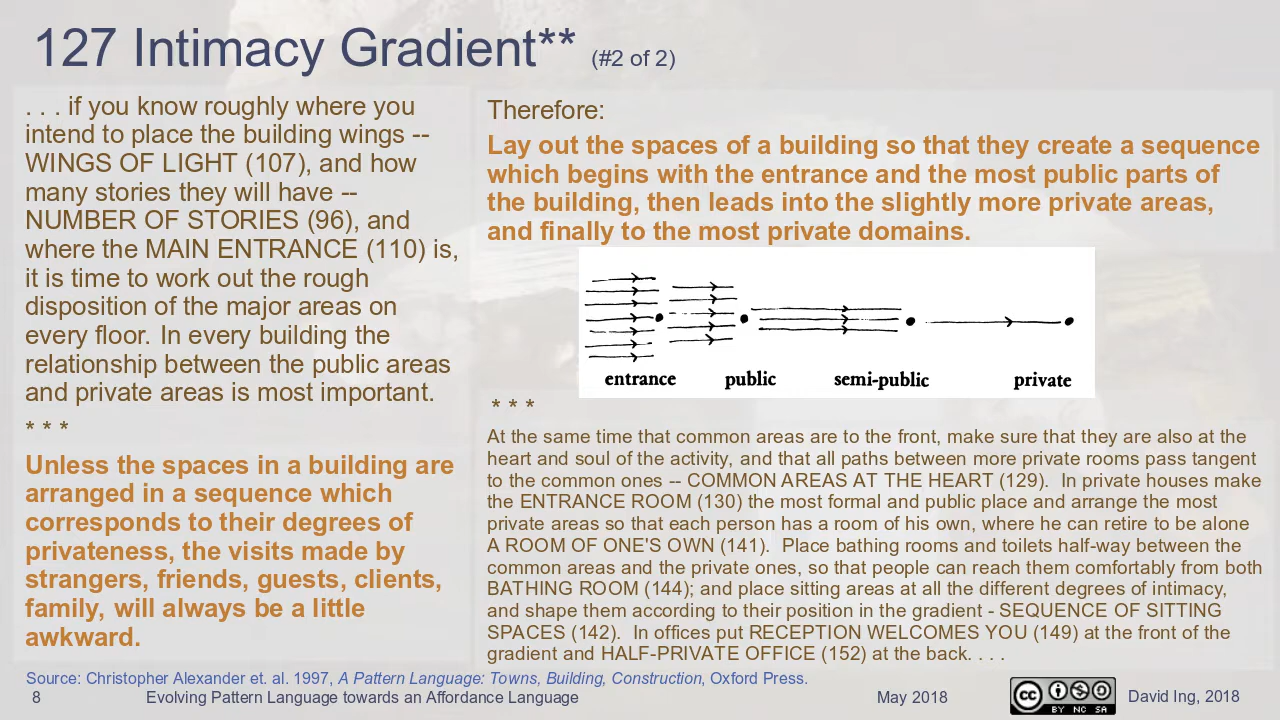 127 Intimacy Gradient** (#2 of 2)
. . . if you know roughly where you
intend to place the building wings --
WINGS OF LIGHT (107), and how
many stories they will have --
NUMBER OF STORIES (96), and
where the MAIN ENTRANCE (110) is,
it is time to work out the rough
disposition of the major areas on
every floor. In every building the
relationship between the public areas
and private areas is most important.
* * *
Unless the spaces in a building are
arranged in a sequence which
corresponds to their degrees of
privateness, the visits made by
strangers, friends, guests, clients,
family, will always be a little
awkward.
Therefore:
Lay out the spaces of a building so that they create a sequence
which begins with the entrance and the most public parts of
the building, then leads into the slightly more private areas,
and finally to the most private domains.
entrance public semi-public private
* * *
At the same time that common areas are to the front, make sure that they are also at the
heart and soul of the activity, and that all paths between more private rooms pass tangent
to the common ones -- COMMON AREAS AT THE HEART (129). In private houses make
the ENTRANCE ROOM (130) the most formal and public place and arrange the most
private areas so that each person has a room of his own, where he can retire to be alone
A ROOM OF ONE'S OWN (141). Place bathing rooms and toilets half-way between the
common areas and the private ones, so that people can reach them comfortably from both
BATHING ROOM (144); and place sitting areas at all the different degrees of intimacy,
and shape them according to their position in the gradient - SEQUENCE OF SITTING
SPACES (142). In offices put RECEPTION WELCOMES YOU (149) at the front of the
gradient and HALF-PRIVATE OFFICE (152) at the back. . . .
Source: Christopher Alexander et. al. 1997, A Pattern Language: Towns, Building, Construction, Oxford Press.
8 Evolving Pattern Language towards an Affordance Language May 2018 cc BY NC SA David Ing, 2018